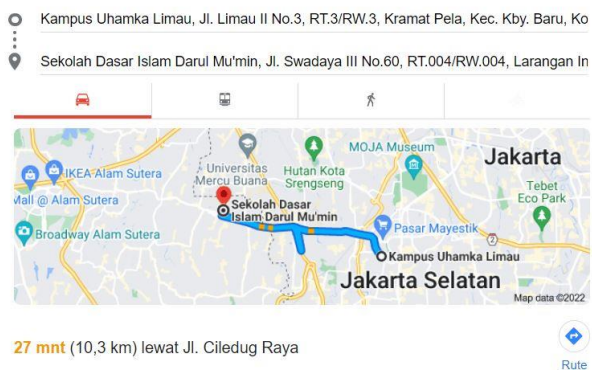 Kampus Uhamka Limau, Jl. Limau II No.3, RT.3/RW.3, Kramat Pela, Kec. Kby. Baru, Ko
Sekolah Dasar Islam Darul Mu'min, Jl. Swadaya III No.60, RT.004/RW.004, Larangan In
MOJA Museum
Jakarta
Universitas
Mercu Buana
Hutan Kota
Srengseng
IKEA Alam Sutera
Mall @ Alam Sutera
Tebet
Eco Park
Sekolah Dasar
Islam Darul Mu'min
Broadway Alam Sutera
Pasar Mayestik
2
Kampus Uhamka Limau
Jakarta Selatan
Map data ©2022
27 mnt (10,3 km) lewat Jl. Ciledug Raya
Rute